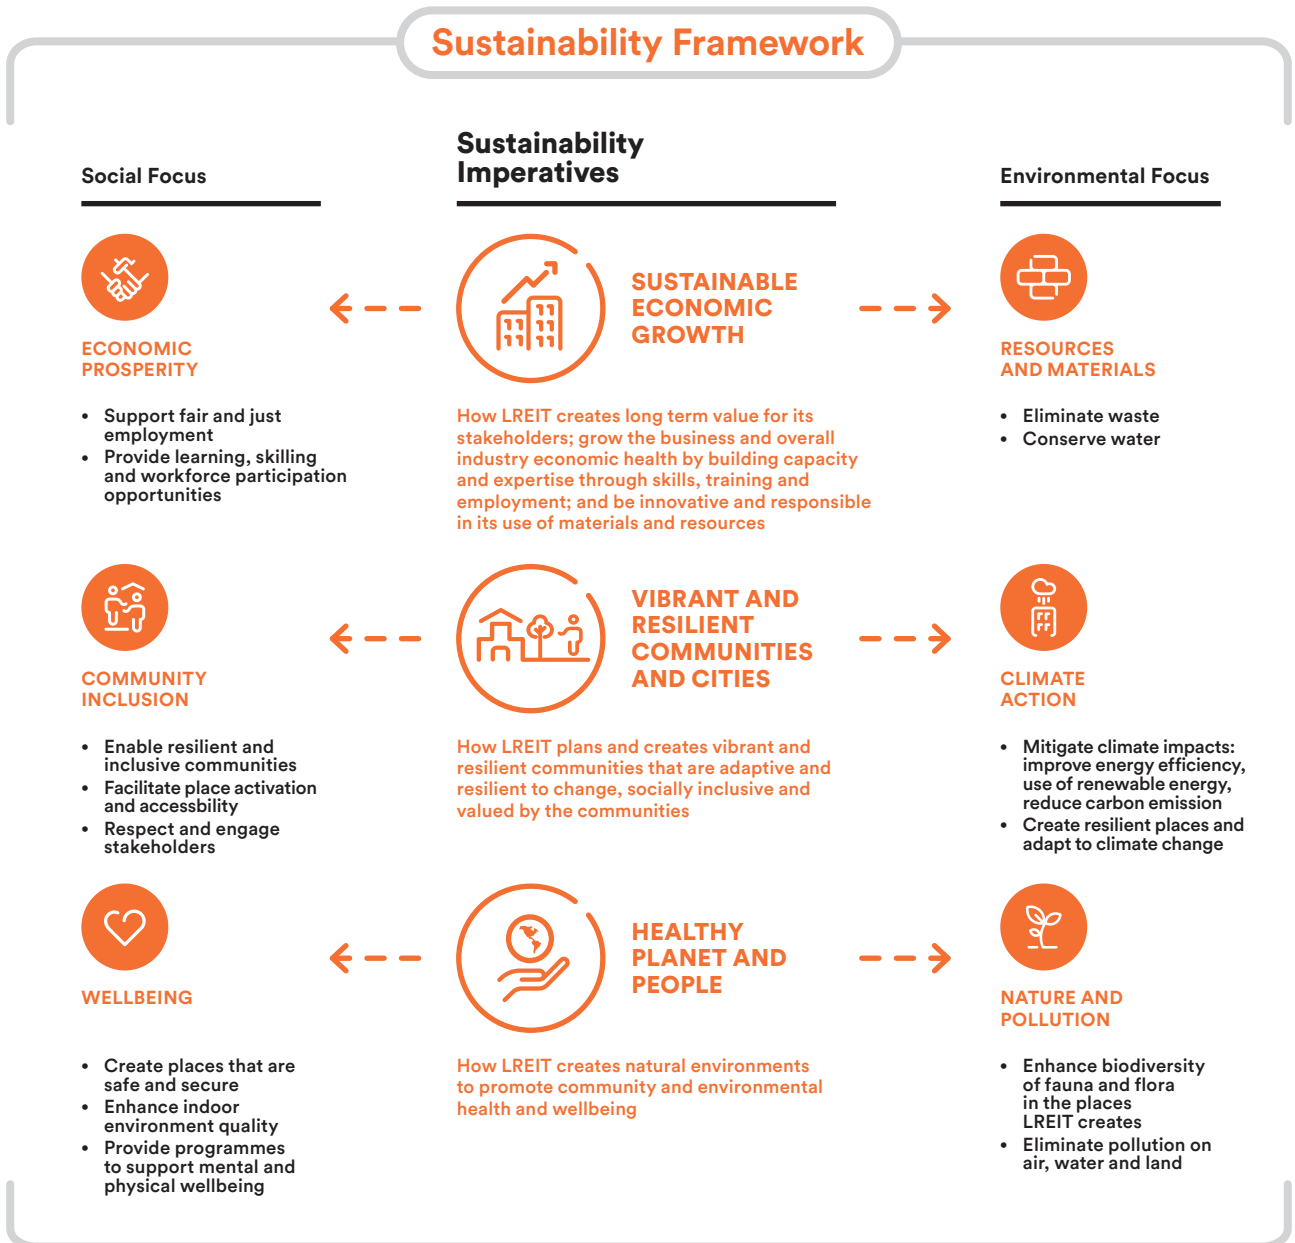 Sustainability Framework
Social Focus
Sustainability
Imperatives
Environmental Focus
ECONOMIC
PROSPERITY
• Support fair and just
employment
• Provide learning, skilling
and workforce participation
opportunities
SUSTAINABLE
ECONOMIC
GROWTH
How LREIT creates long term value for its
stakeholders; grow the business and overall
industry economic health by building capacity
and expertise through skills, training and
employment; and be innovative and responsible
in its use of materials and resources
RESOURCES
AND MATERIALS
• Eliminate waste
• Conserve water
COMMUNITY
INCLUSION
• Enable resilient and
inclusive communities
• Facilitate place activation
and accessbility
• Respect and engage
stakeholders
VIBRANT AND
RESILIENT
COMMUNITIES
AND CITIES
How LREIT plans and creates vibrant and
resilient communities that are adaptive and
resilient to change, socially inclusive and
valued by the communities
CLIMATE
ACTION
• Mitigate climate impacts:
improve energy efficiency,
use of renewable energy,
reduce carbon emission
• Create resilient places and
adapt to climate change
WELLBEING
• Create places that are
safe and secure
• Enhance indoor
environment quality
• Provide programmes
to support mental and
physical wellbeing
HEALTHY
PLANET AND
PEOPLE
How LREIT creates natural environments
to promote community and environmental
health and wellbeing
NATURE AND
POLLUTION
• Enhance biodiversity
of fauna and flora
in the places
LREIT creates
• Eliminate pollution on
air, water and land